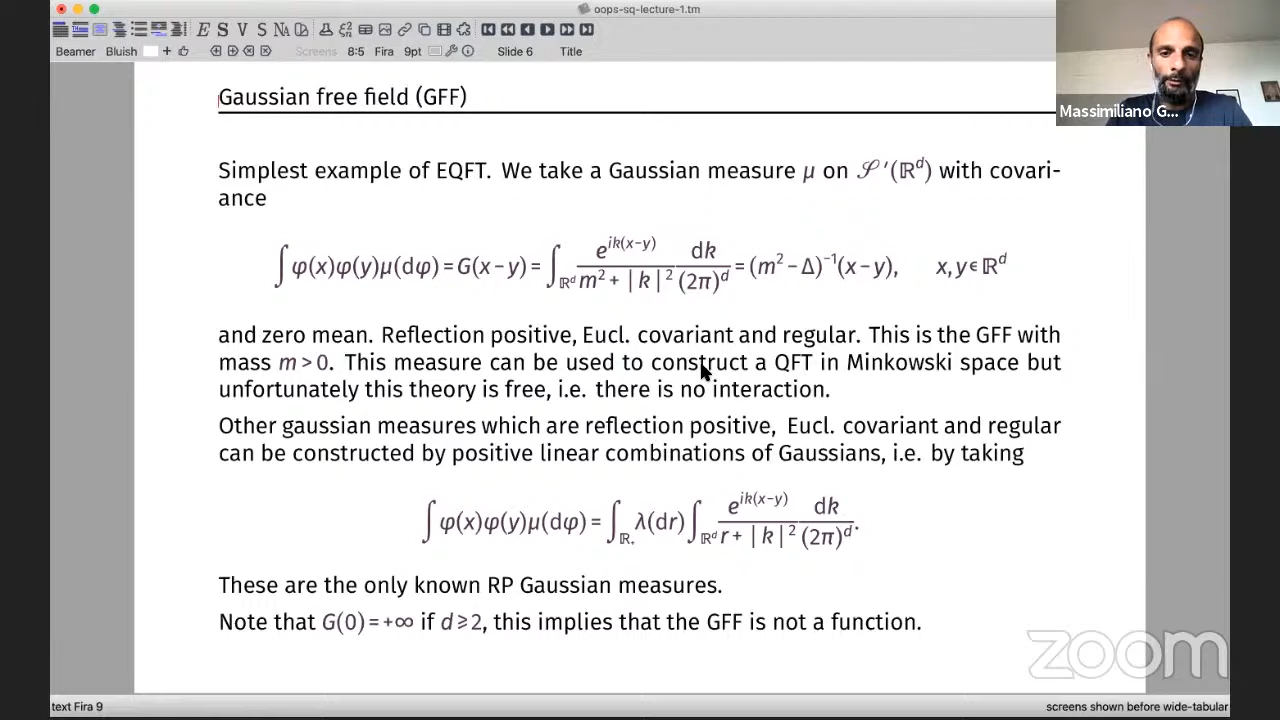 oops-sq-lecture-1.tm
Beamer Bluish Screens 8:5 Fira 9pt Slide 6 Title
Massimiliano G...
Gaussian free field (GFF)
Simplest example of EQFT. We take a Gaussian measure μ on 𝒮′(ℝᵈ) with covari-
ance
∫ φ(x)φ(y)μ(dφ) = G(x − y) = ∫_{ℝᵈ} e^{ik(x−y)}/(m² + |k|²) dk/(2π)ᵈ = (m² − Δ)⁻¹(x − y), x, y ∈ ℝᵈ
and zero mean. Reflection positive, Eucl. covariant and regular. This is the GFF with
mass m > 0. This measure can be used to construct a QFT in Minkowski space but
unfortunately this theory is free, i.e. there is no interaction.
Other gaussian measures which are reflection positive, Eucl. covariant and regular
can be constructed by positive linear combinations of Gaussians, i.e. by taking
∫ φ(x)φ(y)μ(dφ) = ∫_{ℝ₊} λ(dr) ∫_{ℝᵈ} e^{ik(x−y)}/(r + |k|²) dk/(2π)ᵈ.
These are the only known RP Gaussian measures.
Note that G(0) = +∞ if d ⩾ 2, this implies that the GFF is not a function.
zoom
text Fira 9 screens shown before wide-tabular